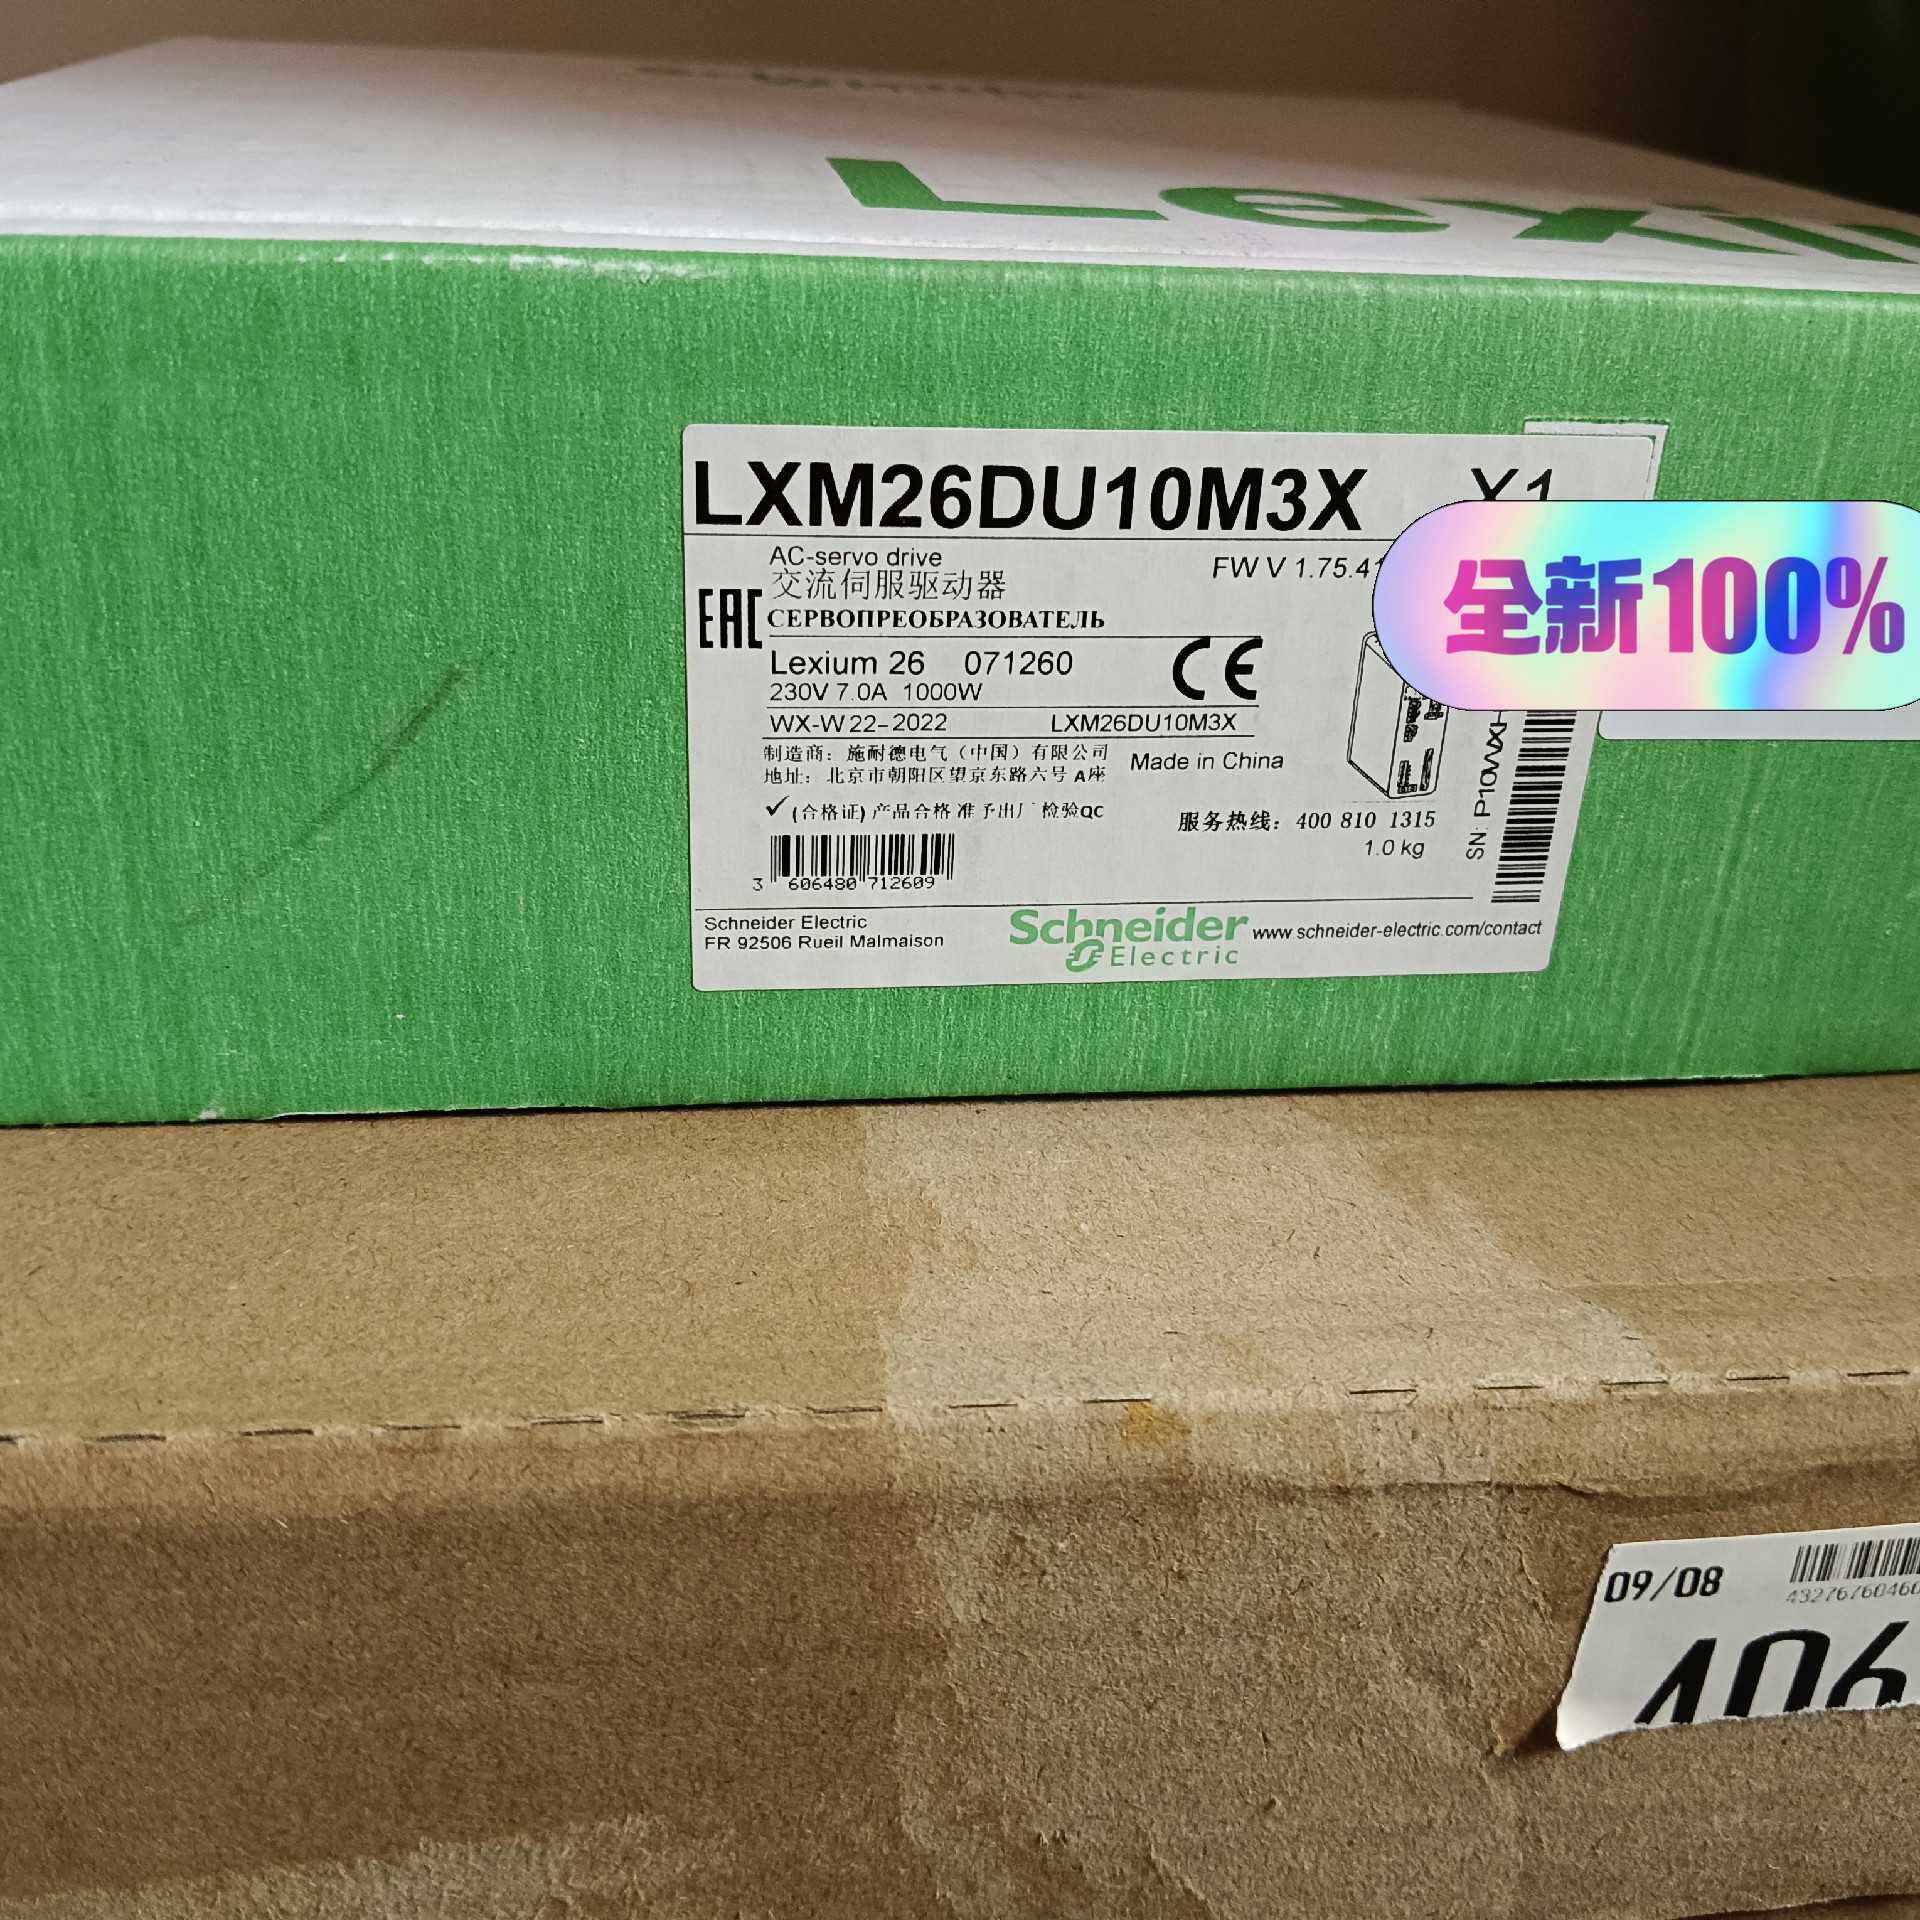 LXM26DU10M3X X1
AC-servo drive
交流伺服驱动器
FW V 1.75.41
全新100%
EAC
СЕРВОПРЕОБРАЗОВАТЕЛЬ
Lexium 26 071260
CE
230V 7.0A 1000W
WX-W 22-2022 LXM26DU10M3X
制造商：施耐德电气（中国）有限公司
地址：北京市朝阳区望京东路六号 A座
Made in China
✓(合格证) 产品合格 准予出厂 检验QC
服务热线：400 810 1315
1.0 kg
SN: P10WX
3 606480 712609
Schneider Electric
FR 92506 Rueil Malmaison
Schneider
Electric
www.schneider-electric.com/contact
09/08